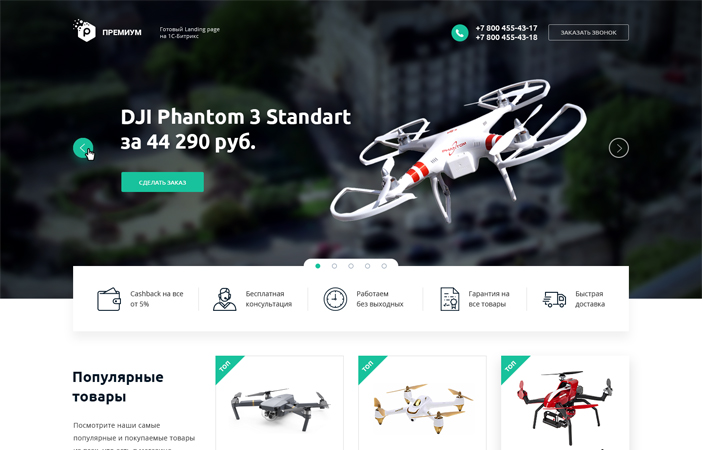 ПРЕМИУМ
Готовый Landing page
на 1С-Битрикс
+7 800 455-43-17
+7 800 455-43-18
ЗАКАЗАТЬ ЗВОНОК
DJI Phantom 3 Standart
за 44 290 руб.
СДЕЛАТЬ ЗАКАЗ
Cashback на все
от 5%
Бесплатная
консультация
Работаем
без выходных
Гарантия на
все товары
Быстрая
доставка
Популярные
товары
ТОП
ТОП
ТОП
Посмотрите наши самые
популярные и покупаемые товары